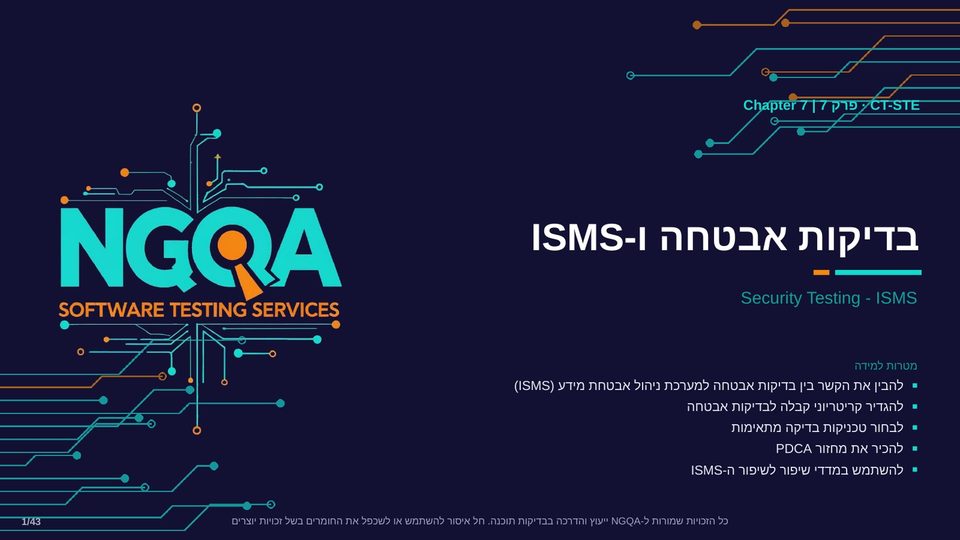 CT-STE · פרק 7 | Chapter 7
NGQA
SOFTWARE TESTING SERVICES
בדיקות אבטחה ו-ISMS
Security Testing - ISMS
מטרות למידה
▪ להבין את הקשר בין בדיקות אבטחה למערכת ניהול אבטחת מידע (ISMS)
▪ להגדיר קריטריוני קבלה לבדיקות אבטחה
▪ לבחור טכניקות בדיקה מתאימות
▪ להכיר את מחזור PDCA
▪ להשתמש במדדי שיפור לשיפור ה-ISMS
כל הזכויות שמורות ל-NGQA ייעוץ והדרכה בבדיקות תוכנה. חל איסור להשתמש או לשכפל את החומרים בשל זכויות יוצרים
1/43